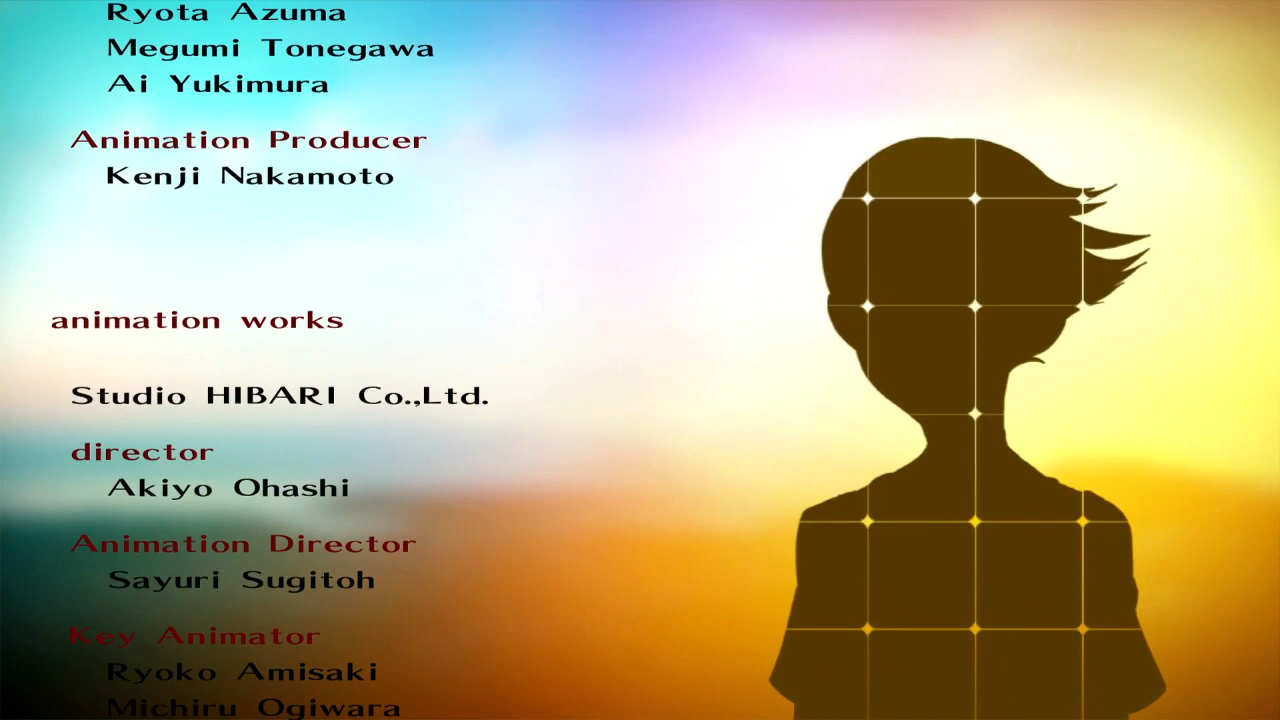 Ryota Azuma
Megumi Tonegawa
Ai Yukimura
Animation Producer
Kenji Nakamoto
animation works
Studio HIBARI Co.,Ltd.
director
Akiyo Ohashi
Animation Director
Sayuri Sugitoh
Key Animator
Ryoko Amisaki
Michiru Ogiwara